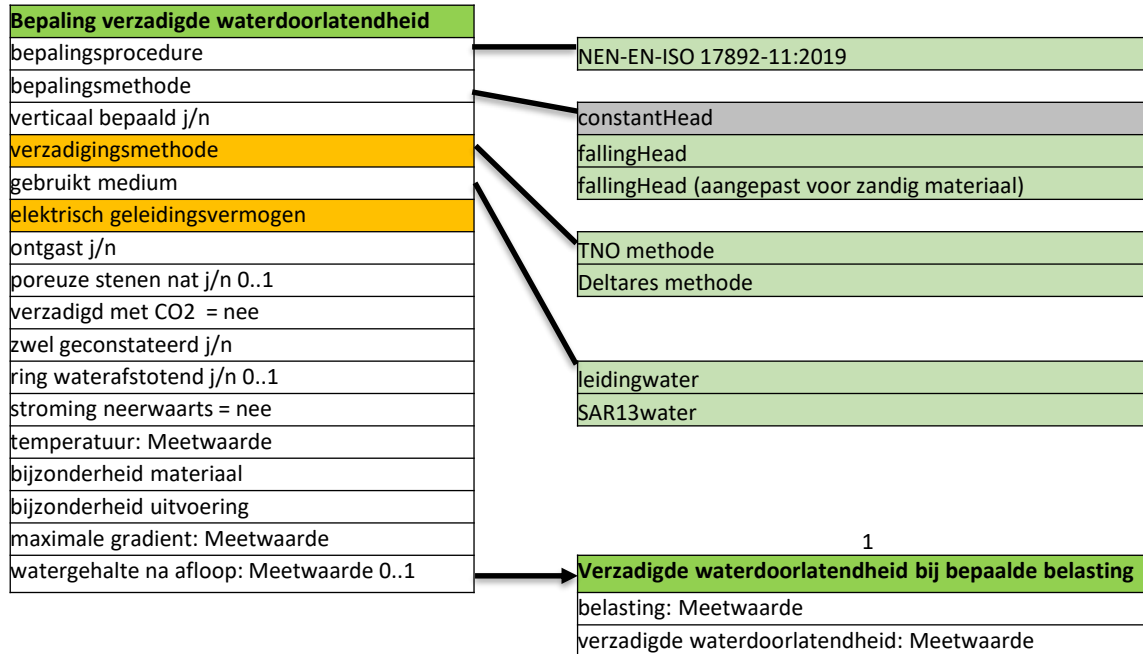 Bepaling verzadigde waterdoorlatendheid
bepalingsprocedure
bepalingsmethode
verticaal bepaald j/n
verzadigingsmethode
gebruikt medium
elektrisch geleidingsvermogen
ontgast j/n
poreuze stenen nat j/n 0..1
verzadigd met CO2  = nee
zwel geconstateerd j/n
ring waterafstotend j/n 0..1
stroming neerwaarts = nee
temperatuur: Meetwaarde
bijzonderheid materiaal
bijzonderheid uitvoering
maximale gradient: Meetwaarde
watergehalte na afloop: Meetwaarde 0..1
NEN-EN-ISO 17892-11:2019
constantHead
fallingHead
fallingHead (aangepast voor zandig materiaal)
TNO methode
Deltares methode
leidingwater
SAR13water
1
Verzadigde waterdoorlatendheid bij bepaalde belasting
belasting: Meetwaarde
verzadigde waterdoorlatendheid: Meetwaarde